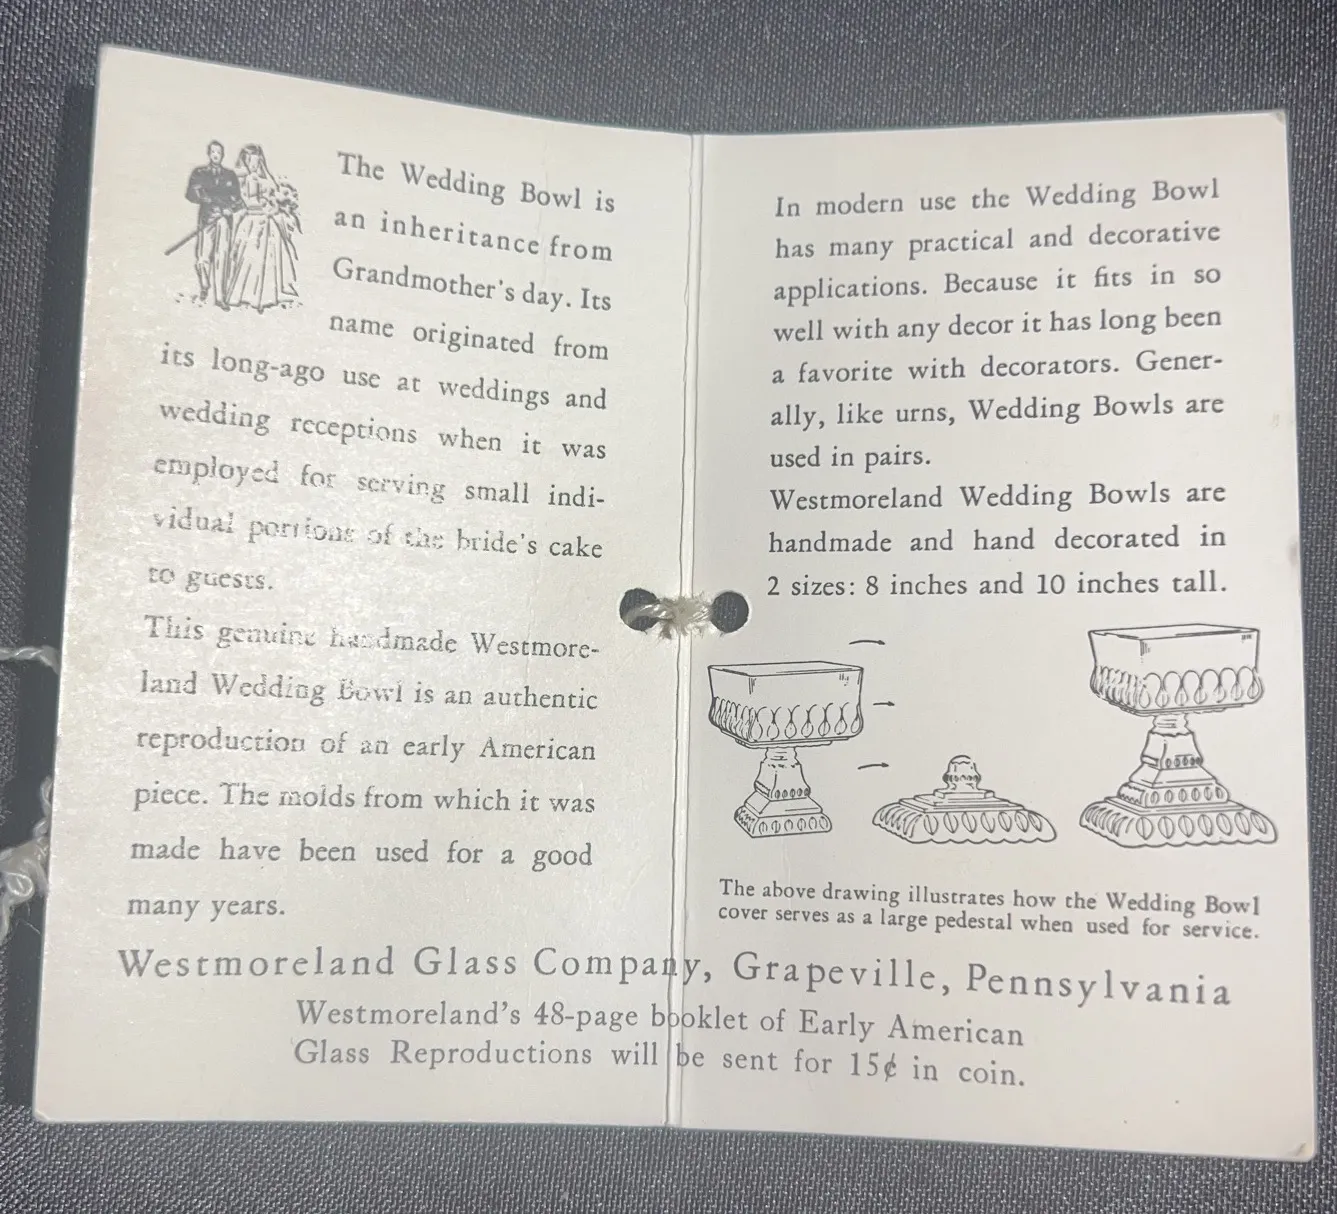 The Wedding Bowl is
an inheritance from
Grandmother's day. Its
name originated from
its long-ago use at weddings and
wedding receptions when it was
employed for serving small indi-
vidual portions of the bride's cake
to guests.
This genuine handmade Westmore-
land Wedding Bowl is an authentic
reproduction of an early American
piece. The molds from which it was
made have been used for a good
many years.
In modern use the Wedding Bowl
has many practical and decorative
applications. Because it fits in so
well with any decor it has long been
a favorite with decorators. Gener-
ally, like urns, Wedding Bowls are
used in pairs.
Westmoreland Wedding Bowls are
handmade and hand decorated in
2 sizes: 8 inches and 10 inches tall.
The above drawing illustrates how the Wedding Bowl
cover serves as a large pedestal when used for service.
Westmoreland Glass Company, Grapeville, Pennsylvania
Westmoreland's 48-page booklet of Early American
Glass Reproductions will be sent for 15¢ in coin.